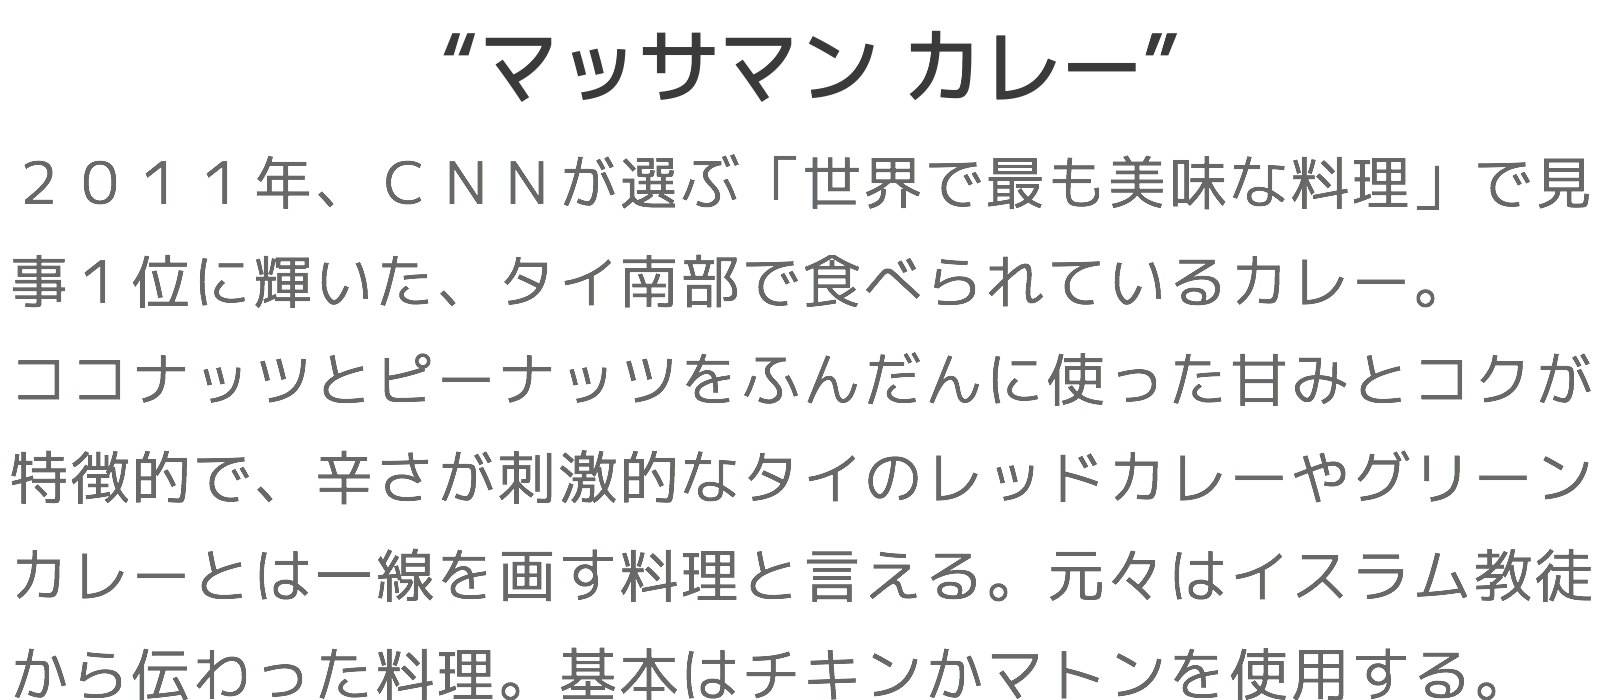 “マッサマン カレー”
２０１１年、ＣＮＮが選ぶ「世界で最も美味な料理」で見
事１位に輝いた、タイ南部で食べられているカレー。
ココナッツとピーナッツをふんだんに使った甘みとコクが
特徴的で、辛さが刺激的なタイのレッドカレーやグリーン
カレーとは一線を画す料理と言える。元々はイスラム教徒
から伝わった料理。基本はチキンかマトンを使用する。